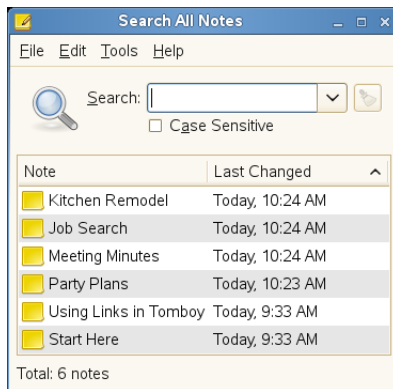 Search All Notes
File Edit Tools Help
Search:
Case Sensitive
Note Last Changed
Kitchen Remodel Today, 10:24 AM
Job Search Today, 10:24 AM
Meeting Minutes Today, 10:24 AM
Party Plans Today, 10:23 AM
Using Links in Tomboy Today, 9:33 AM
Start Here Today, 9:33 AM
Total: 6 notes